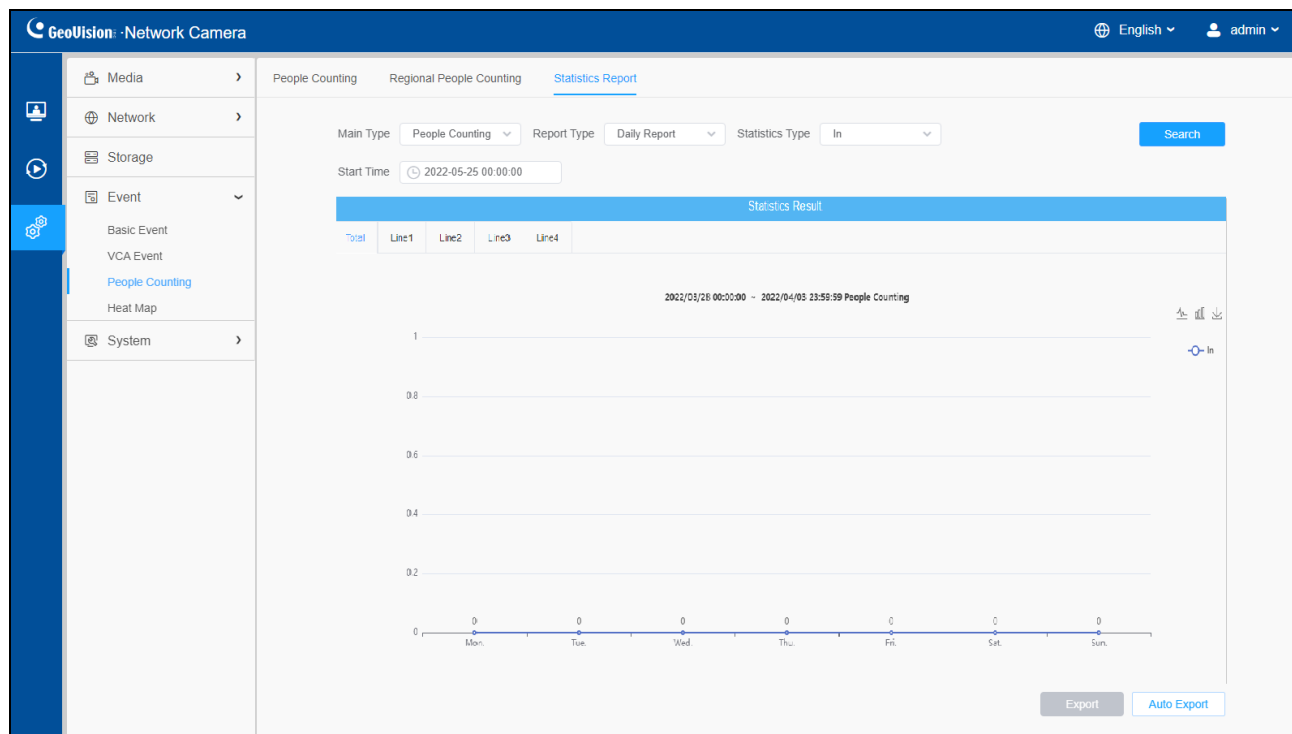 GeoVision: ·Network Camera
English
admin
Media
Network
Storage
Event
Basic Event
VCA Event
People Counting
Heat Map
System
People Counting Regional People Counting Statistics Report
Main Type People Counting Report Type Daily Report Statistics Type In Search
Start Time 2022-05-25 00:00:00
Statistics Result
Total Line1 Line2 Line3 Line4
2022/03/28 00:00:00 ~ 2022/04/03 23:59:59 People Counting
In
1
0.8
0.6
0.4
0.2
0
0 0 0 0 0 0 0
Mon. Tue. Wed. Thu. Fri. Sat. Sun.
Export Auto Export